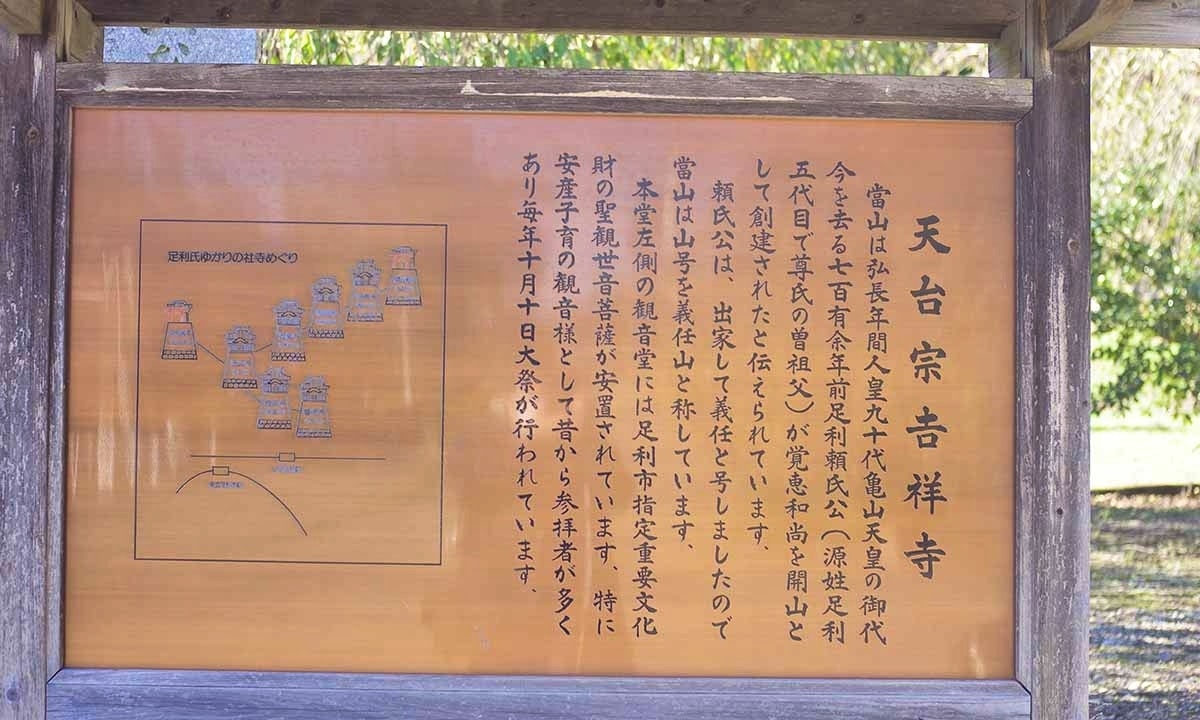 天台宗吉祥寺
當山は弘長年間人皇九十代亀山天皇の御代
今を去る七百有余年前足利頼氏公(源姓足利
五代目で尊氏の曽祖父)が覚恵和尚を開山と
して創建されたと伝えられています、
頼氏公は、出家して義任と号しましたので
當山は山号を義任山と称しています、
本堂左側の観音堂には足利市指定重要文化
財の聖観世音菩薩が安置されています、特に
安産子育の観音様として昔から参拝者が多く
あり毎年十月十日大祭が行われています、
足利氏ゆかりの社寺めぐり